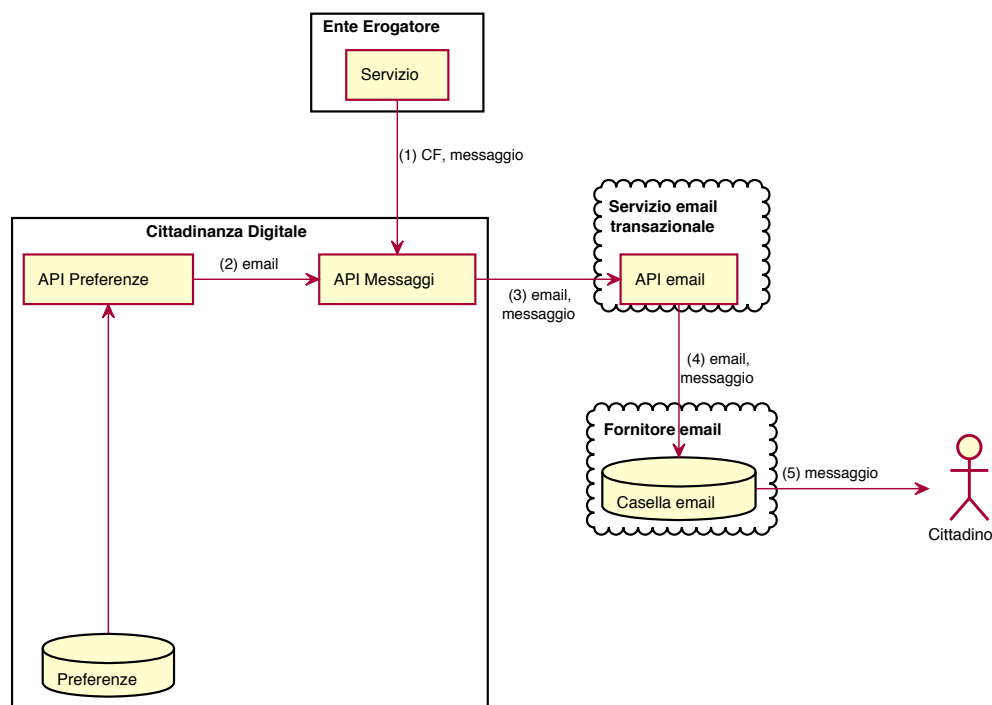 Ente Erogatore
Servizio
(1) CF, messaggio
Servizio email
transazionale
Cittadinanza Digitale
API Preferenze
(2) email
API Messaggi
(3) email,
messaggio
API email
(4) email,
messaggio
Fornitore email
Casella email
(5) messaggio
Cittadino
Preferenze